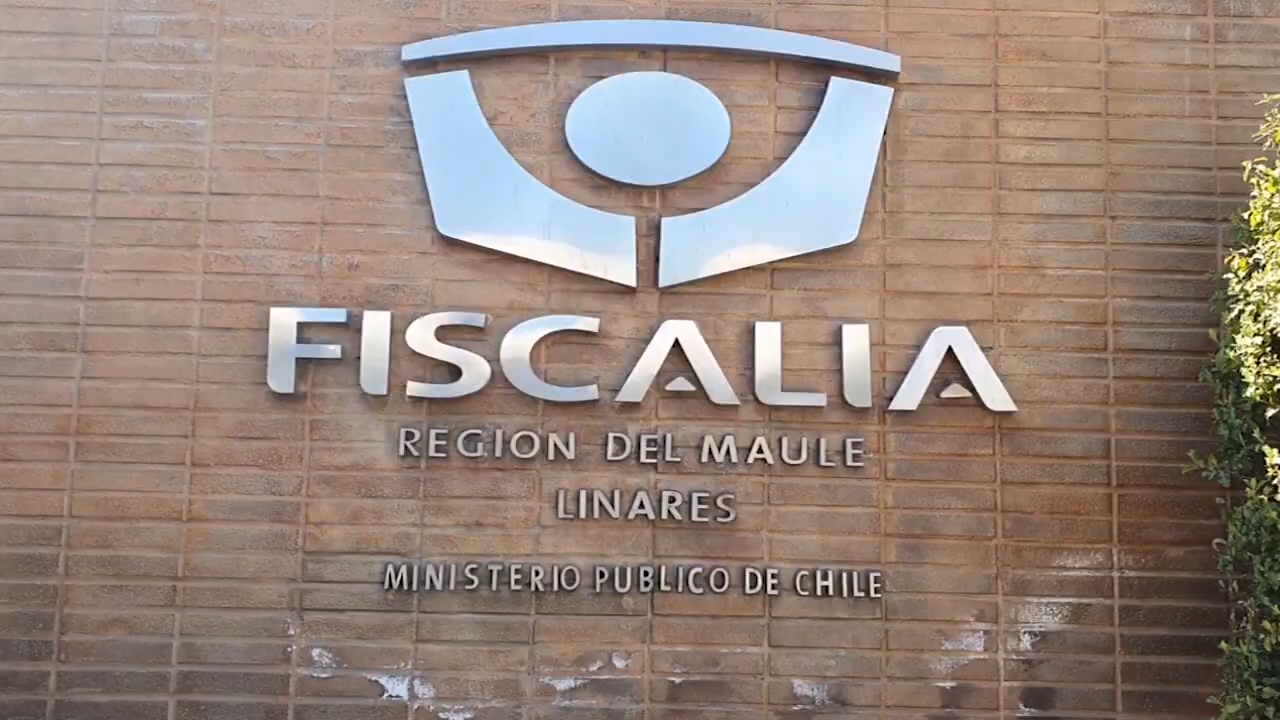 FISCALIA
REGION DEL MAULE
LINARES
MINISTERIO PUBLICO DE CHILE